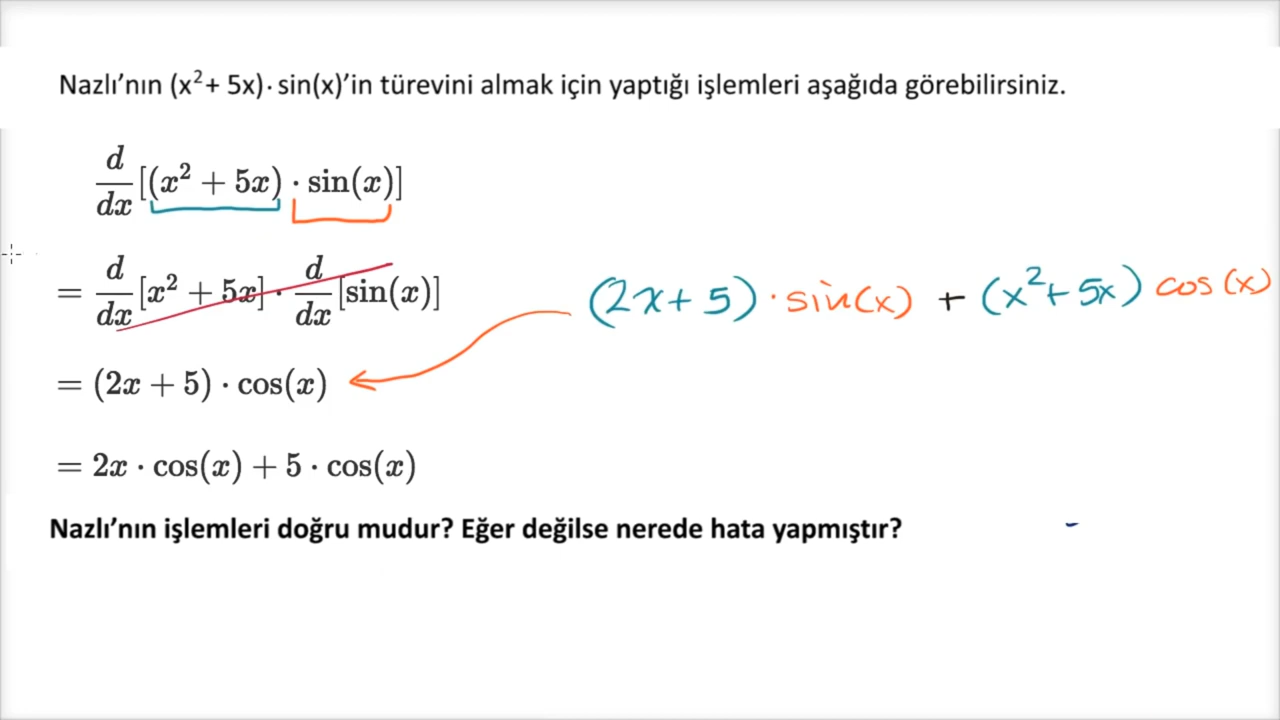 Nazlı’nın (x²+ 5x)· sin(x)’in türevini almak için yaptığı işlemleri aşağıda görebilirsiniz.
d/dx[(x² + 5x) · sin(x)]
= d/dx[x² + 5x] · d/dx[sin(x)]
(2x + 5) · sin(x) + (x² + 5x) cos(x)
= (2x + 5) · cos(x)
= 2x · cos(x) + 5 · cos(x)
Nazlı’nın işlemleri doğru mudur? Eğer değilse nerede hata yapmıştır?